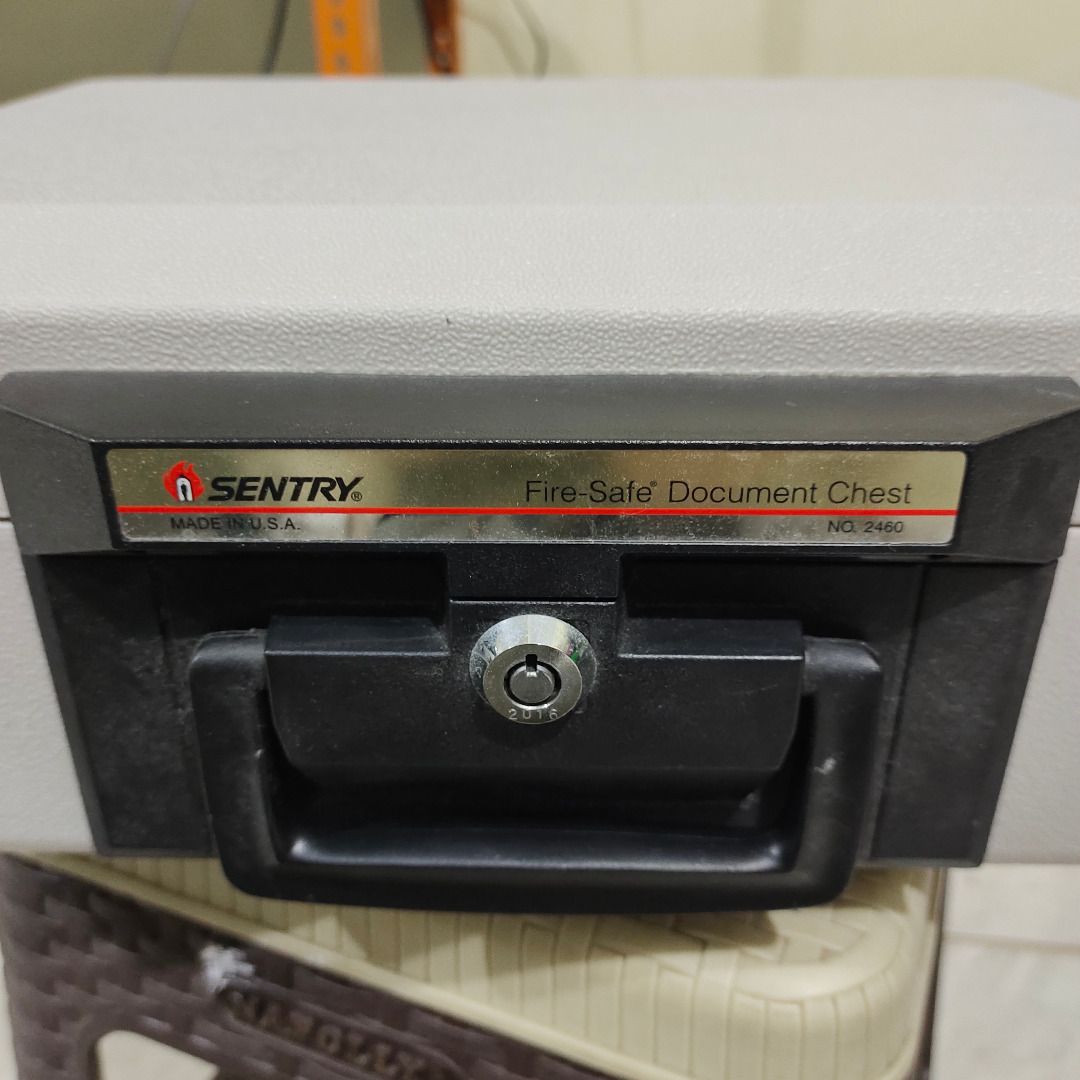 SENTRY®
Fire-Safe® Document Chest
MADE IN U.S.A.
NO. 2460
2016